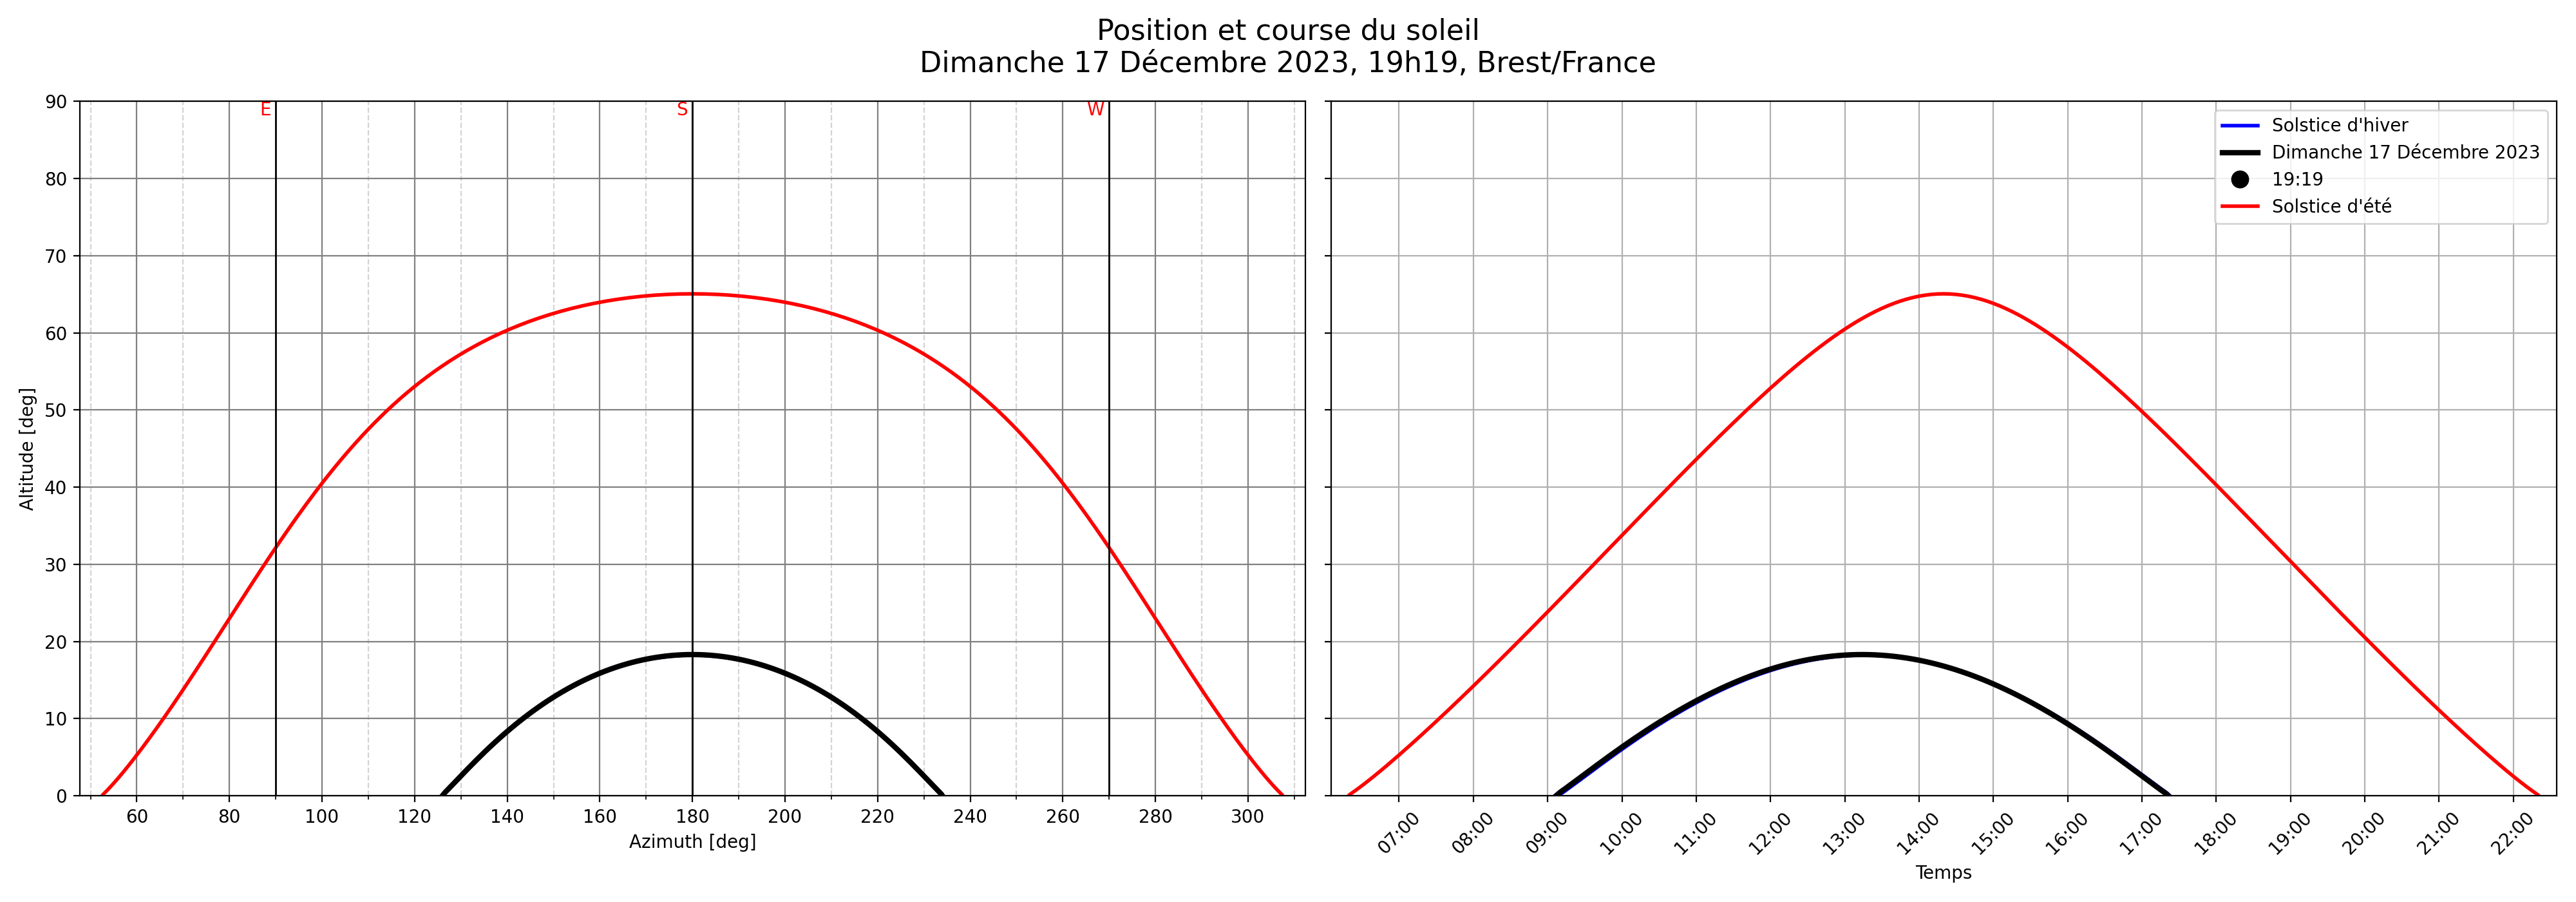 Position et course du soleil
Dimanche 17 Décembre 2023, 19h19, Brest/France
90
80
70
60
50
40
30
20
10
0
Altitude [deg]
E
S
W
60 80 100 120 140 160 180 200 220 240 260 280 300
Azimuth [deg]
Solstice d'hiver
Dimanche 17 Décembre 2023
19:19
Solstice d'été
07:00 08:00 09:00 10:00 11:00 12:00 13:00 14:00 15:00 16:00 17:00 18:00 19:00 20:00 21:00 22:00
Temps